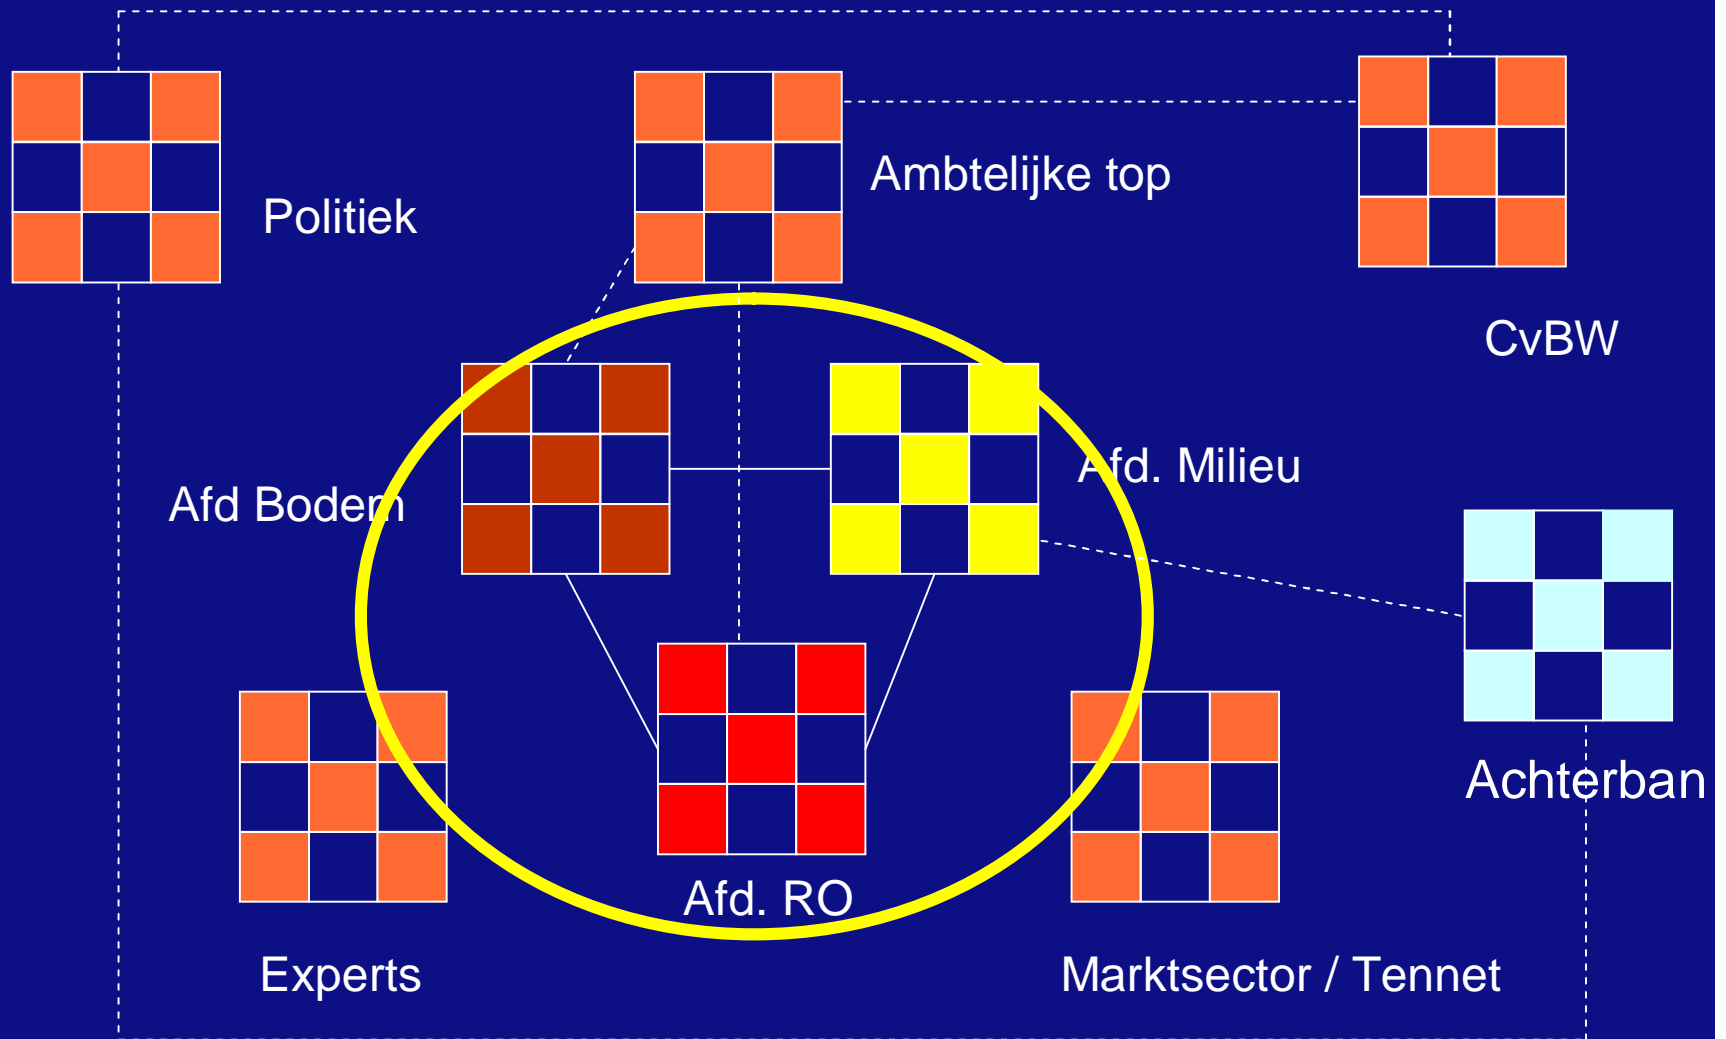 Politiek
Ambtelijke top
CvBW
Afd Bodem
Afd. Milieu
Achterban
Afd. RO
Experts
Marktsector / Tennet